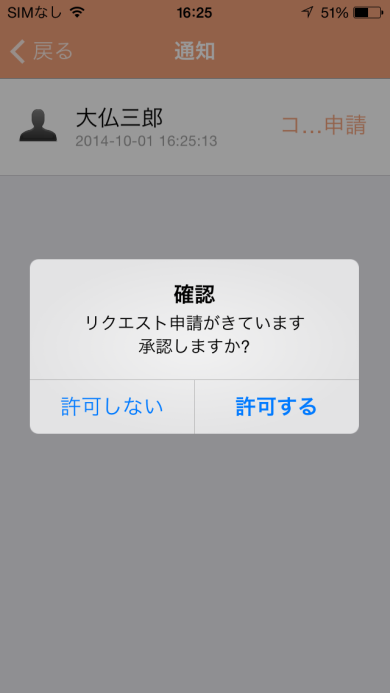 SIMなし 16:25 51%
戻る 通知
大仏三郎
2014-10-01 16:25:13
コ...申請
確認
リクエスト申請がきています
承認しますか?
許可しない 許可する